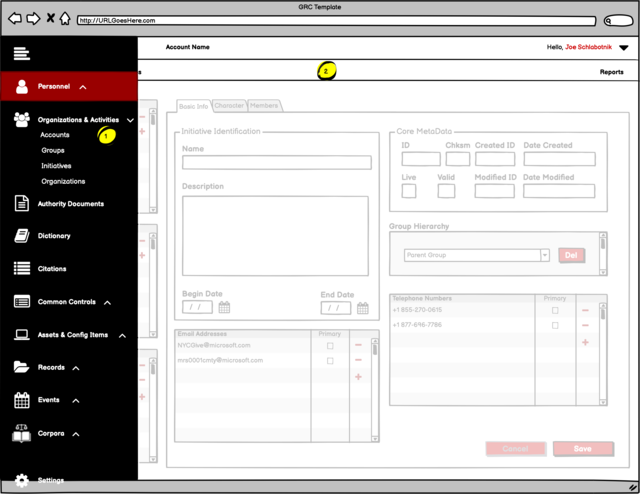 GRC Template
http://URLGoesHere.com
Account Name
Hello, Joe Schlabotnik
s
2
Reports
Personnel
Organizations & Activities
Accounts
1
Groups
Initiatives
Organizations
Authority Documents
Dictionary
Citations
Common Controls
Assets & Config Items
Records
Events
Corpora
Settings
Basic Info
Character
Members
Initiative Identification
Name
Description
Begin Date
/ /
End Date
/ /
Core MetaData
ID
Chksm
Created ID
Date Created
Live
Valid
Modified ID
Date Modified
Group Hierarchy
Parent Group
Del
Email Addresses
Primary
NYCGive@microsoft.com
mrs0001cmty@microsoft.com
Telephone Numbers
Primary
+1 855-270-0615
+1 877-696-7786
Cancel
Save